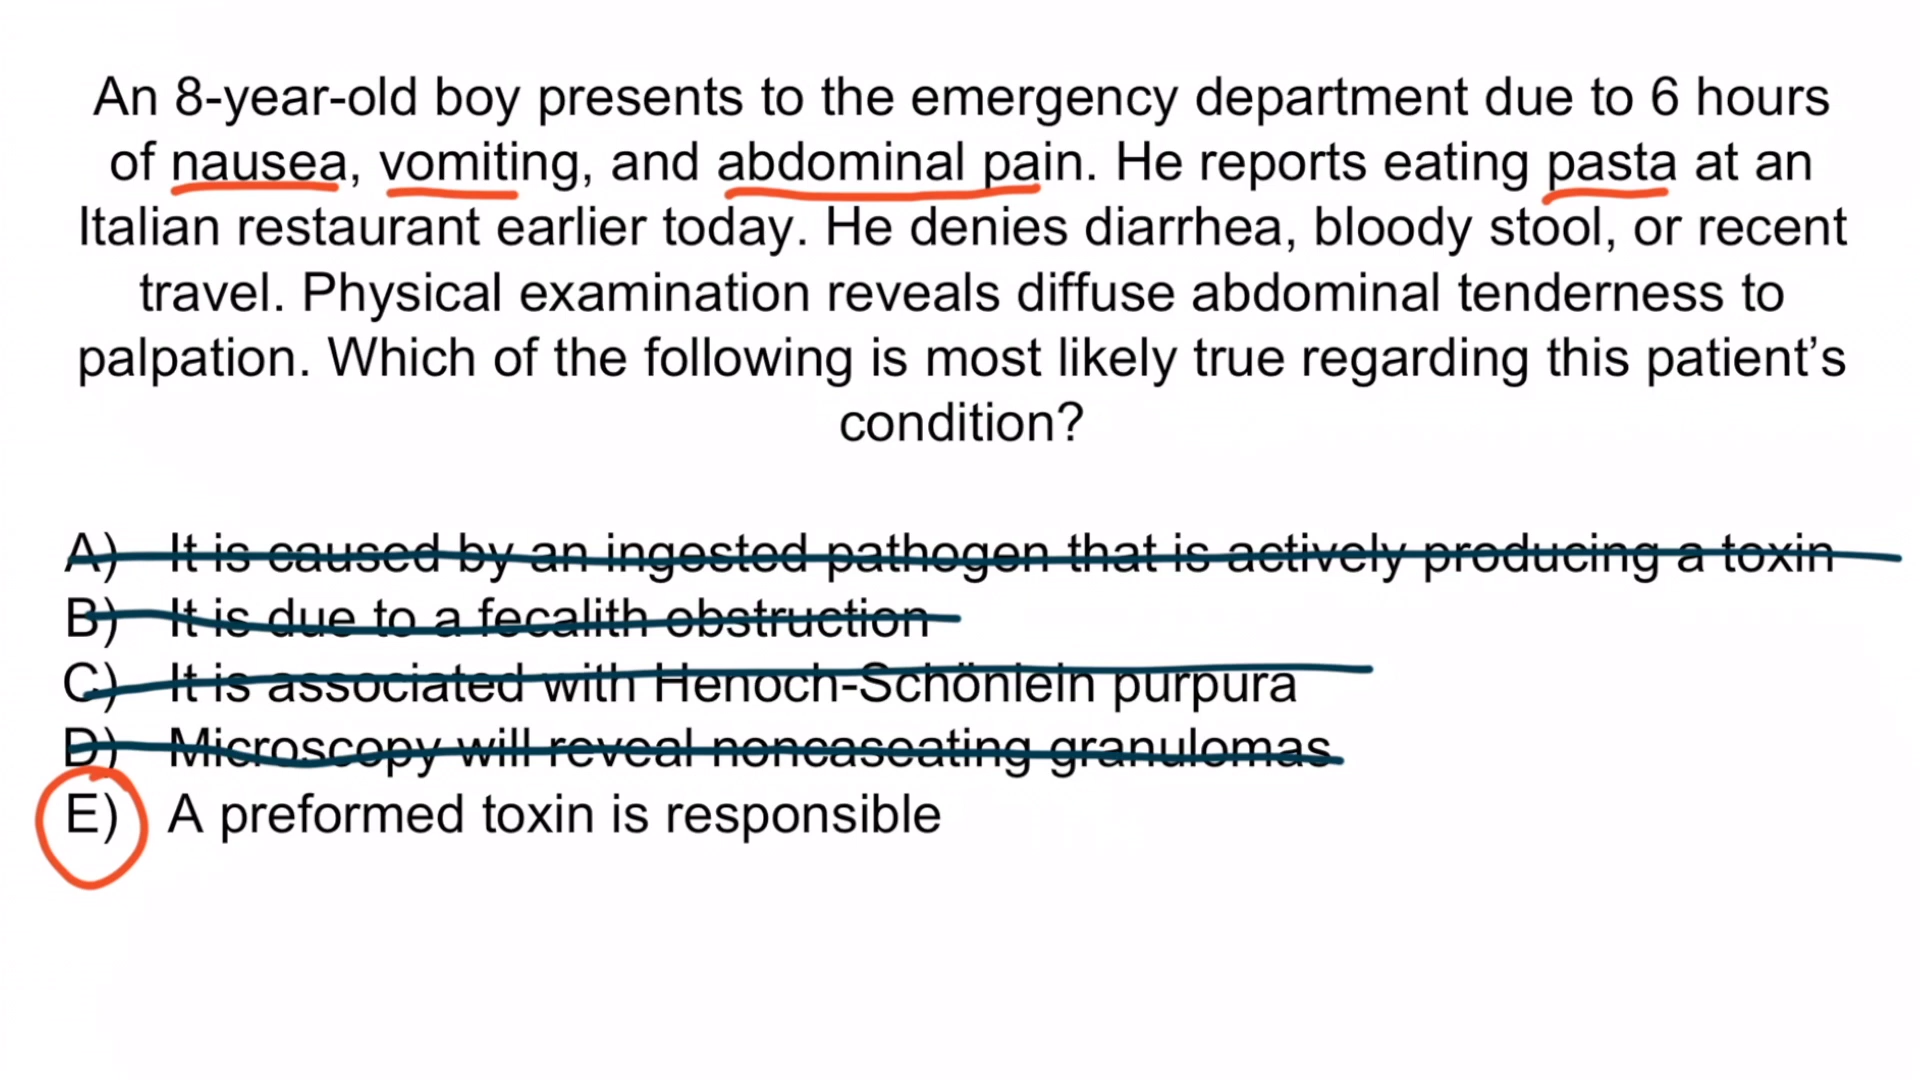 An 8-year-old boy presents to the emergency department due to 6 hours
of nausea, vomiting, and abdominal pain. He reports eating pasta at an
Italian restaurant earlier today. He denies diarrhea, bloody stool, or recent
travel. Physical examination reveals diffuse abdominal tenderness to
palpation. Which of the following is most likely true regarding this patient’s
condition?
A) It is caused by an ingested pathogen that is actively producing a toxin
B) It is due to a fecalith obstruction
C) It is associated with Henoch-Schönlein purpura
D) Microscopy will reveal noncaseating granulomas
E) A preformed toxin is responsible